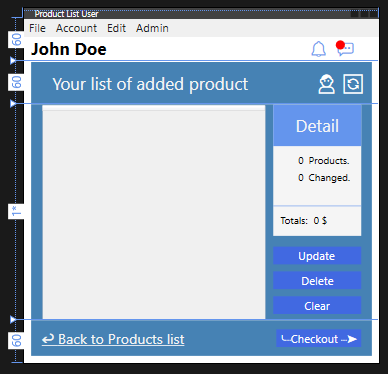 Product List User
File Account Edit Admin
60
John Doe
60
Your list of added product
Detail
0 Products.
0 Changed.
1*
Totals: 0 $
Update
Delete
Clear
60
Back to Products list
Checkout